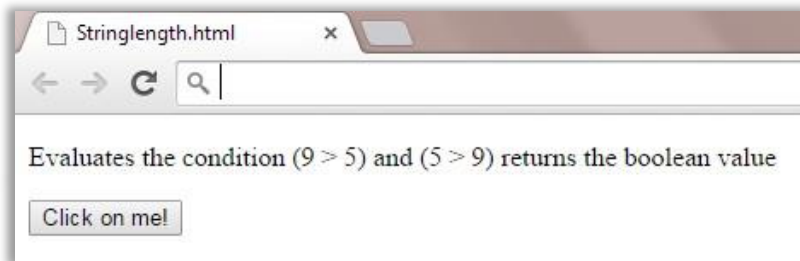 Stringlength.html
Evaluates the condition (9 > 5) and (5 > 9) returns the boolean value
Click on me!